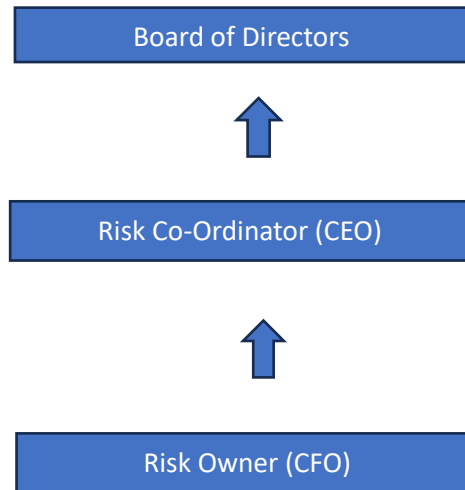 Board of Directors
Risk Co-Ordinator (CEO)
Risk Owner (CFO)